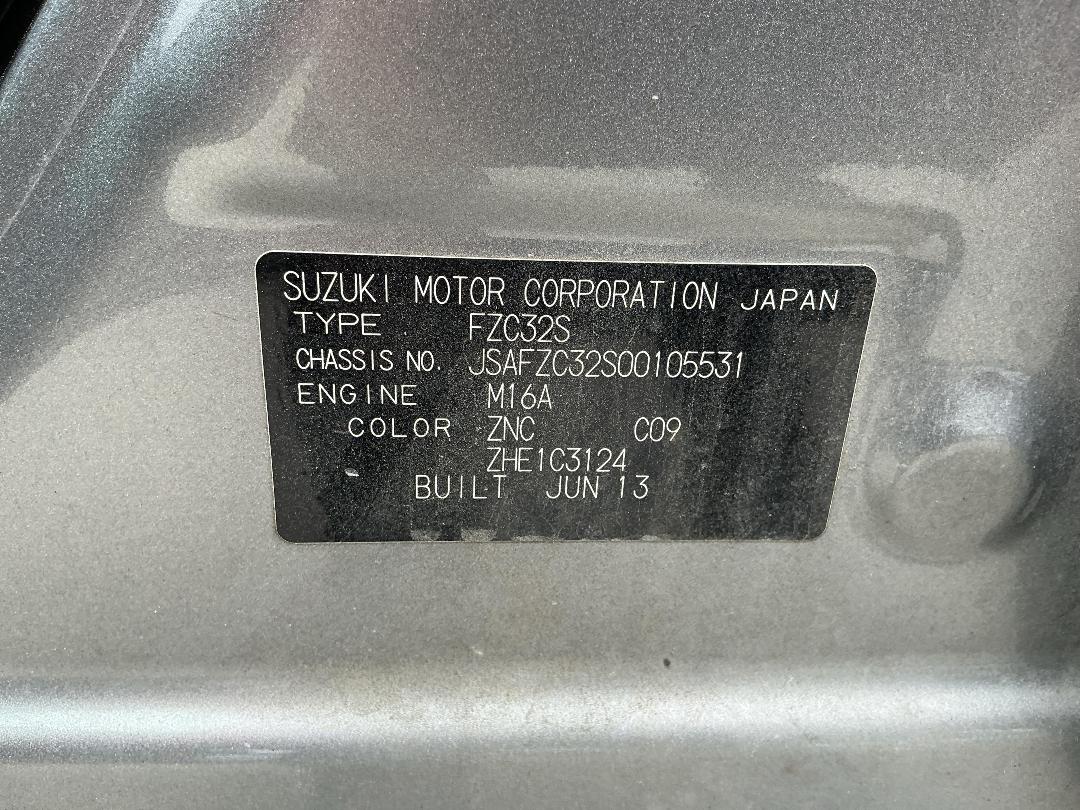 SUZUKI MOTOR CORPORATION JAPAN
TYPE FZC32S
CHASSIS NO. JSAFZC32S00105531
ENGINE M16A
COLOR ZNC C09
ZHE1C3124
BUILT JUN 13